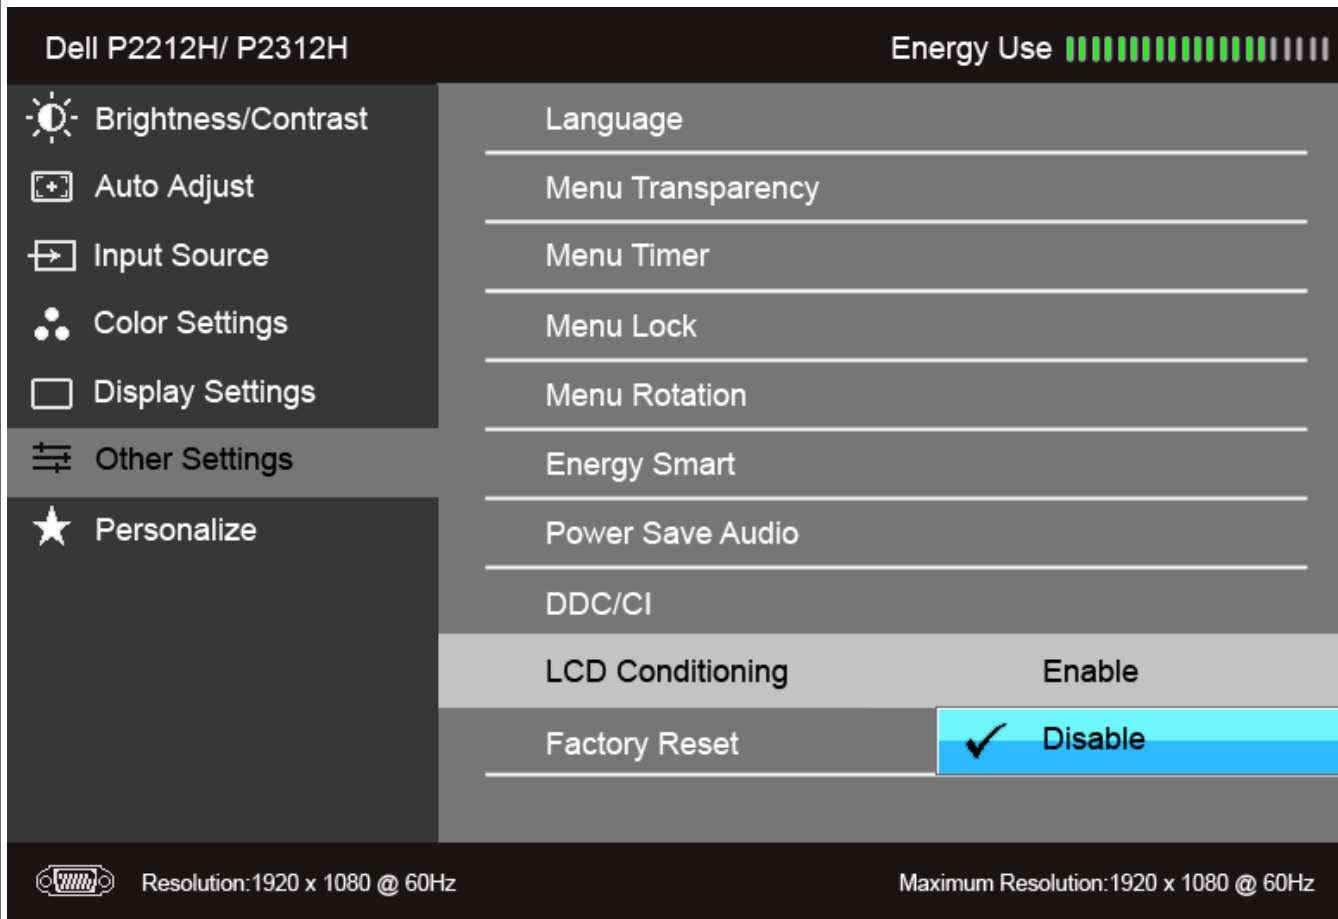 Dell P2212H/ P2312H
Energy Use
Brightness/Contrast
Auto Adjust
Input Source
Color Settings
Display Settings
Other Settings
Personalize
Language
Menu Transparency
Menu Timer
Menu Lock
Menu Rotation
Energy Smart
Power Save Audio
DDC/CI
LCD Conditioning
Enable
Factory Reset
Disable
Resolution:1920 x 1080 @ 60Hz
Maximum Resolution:1920 x 1080 @ 60Hz